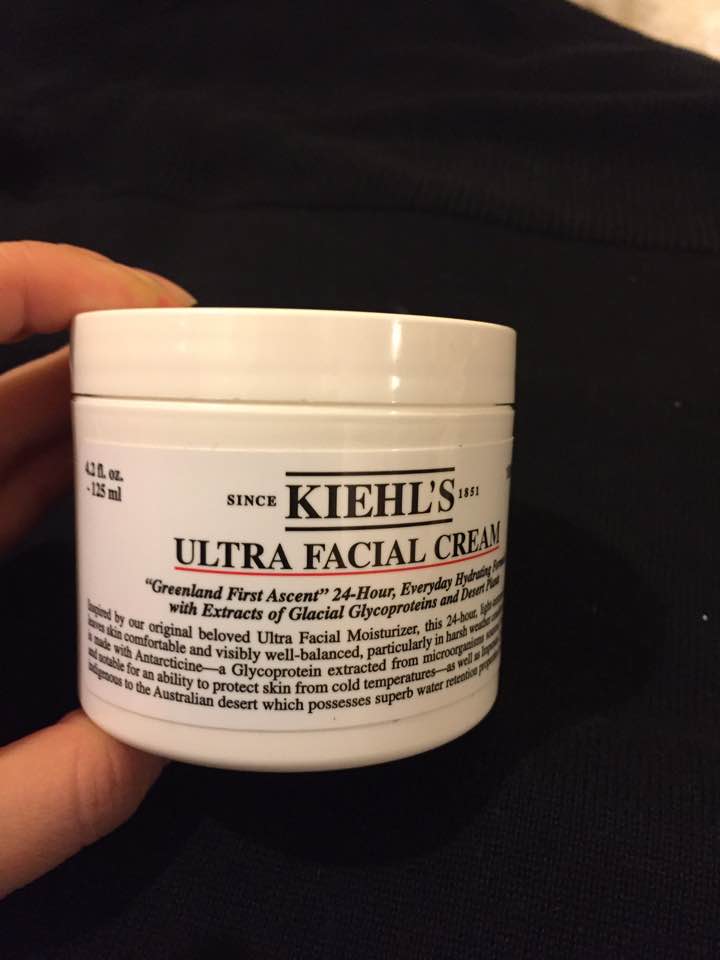 4.2 fl. oz.
- 125 ml
SINCE KIEHL'S 1851
ULTRA FACIAL CREAM
"Greenland First Ascent" 24-Hour, Everyday Hydrating
with Extracts of Glacial Glycoproteins and Desert Plants
Inspired by our original beloved Ultra Facial Moisturizer, this 24-hour,
leaves skin comfortable and visibly well-balanced, particularly in harsh weather
is made with Antarcticine—a Glycoprotein extracted from microorganisms
and notable for an ability to protect skin from cold temperatures—as well as
indigenous to the Australian desert which possesses superb water retention